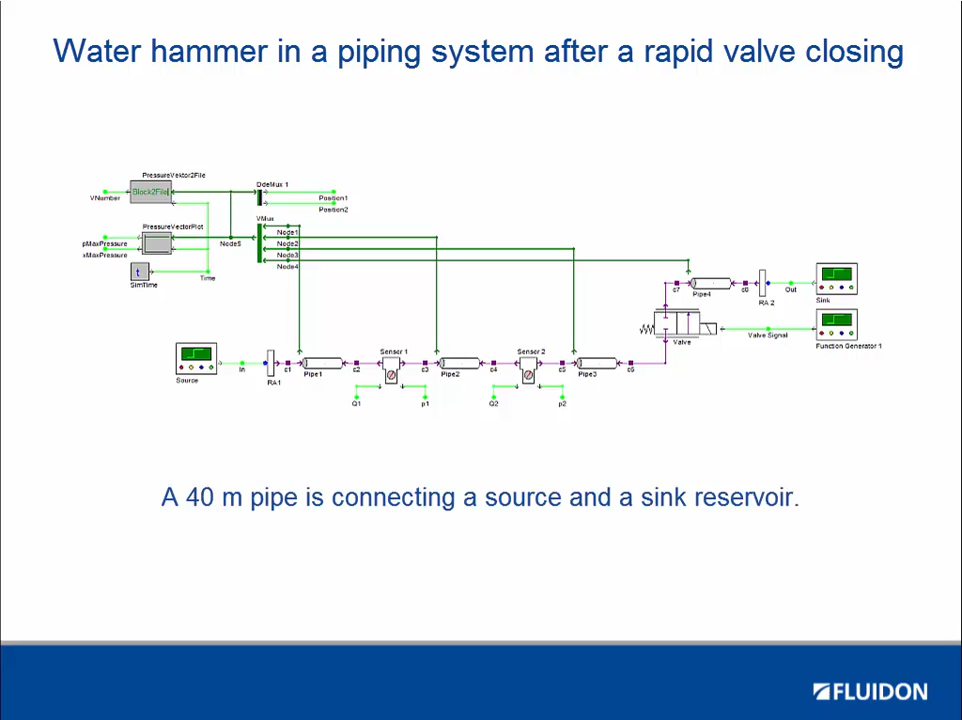 Water hammer in a piping system after a rapid valve closing
PressureVektor2File
Block2File
VNumber
DdeMux 1
Position1
Position2
VMux
PressureVectorPlot
pMaxPressure
xMaxPressure
Node5
Node1
Node2
Node3
Node4
t
SimTime
Time
c7
Pipe4
c8
RA 2
Out
Sink
Valve
Valve Signal
Function Generator 1
Source
In
RA1
c1
Pipe1
c2
Sensor 1
c3
Pipe2
c4
Sensor 2
c5
Pipe3
c6
Q1
p1
Q2
p2
A 40 m pipe is connecting a source and a sink reservoir.
FLUIDON